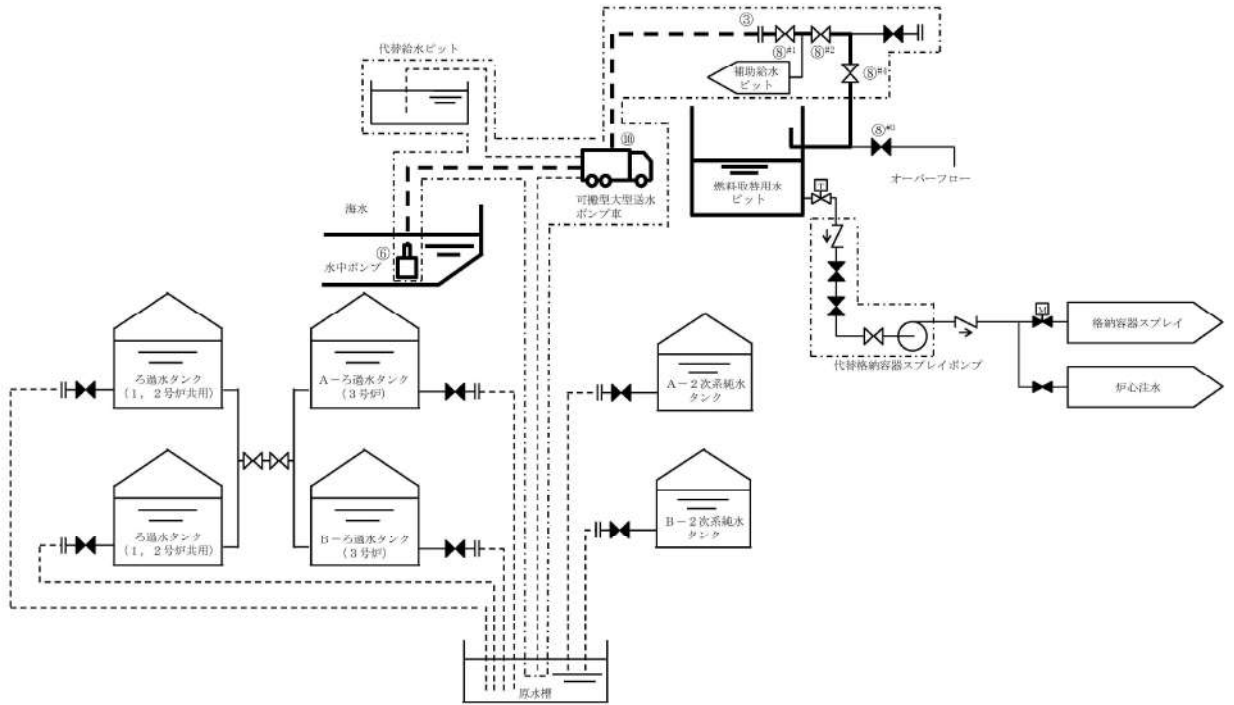 ③
代替給水ピット
⑧#1
⑧#2
補助給水
ピット
⑩
オーバーフロー
燃料取替用水
ピット
可搬型大型送水
ポンプ車
海水
⑥
水中ポンプ
M
格納容器スプレイ
代替格納容器スプレイポンプ
炉心注水
ろ過水タンク
(1,2号炉共用)
A-ろ過水タンク
(3号炉)
A-2次系純水
タンク
ろ過水タンク
(1,2号炉共用)
B-ろ過水タンク
(3号炉)
B-2次系純水
タンク
原水槽